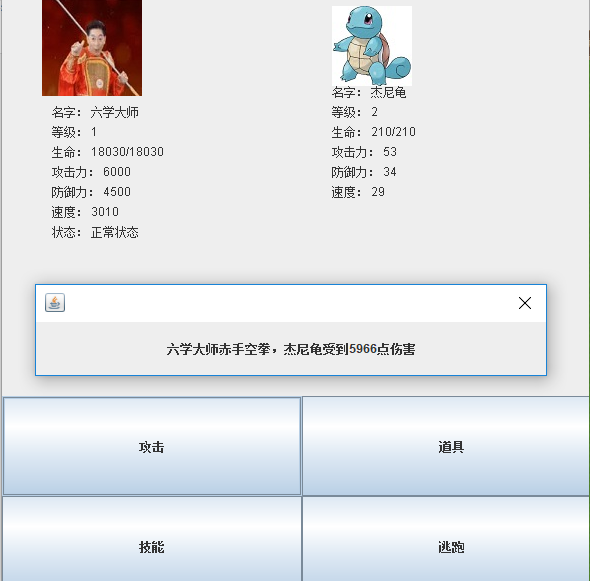 名字： 六学大师
等级： 1
生命： 18030/18030
攻击力： 6000
防御力： 4500
速度： 3010
状态： 正常状态
名字： 杰尼龟
等级： 2
生命： 210/210
攻击力： 53
防御力： 34
速度： 29
六学大师赤手空拳，杰尼龟受到5966点伤害
攻击
道具
技能
逃跑